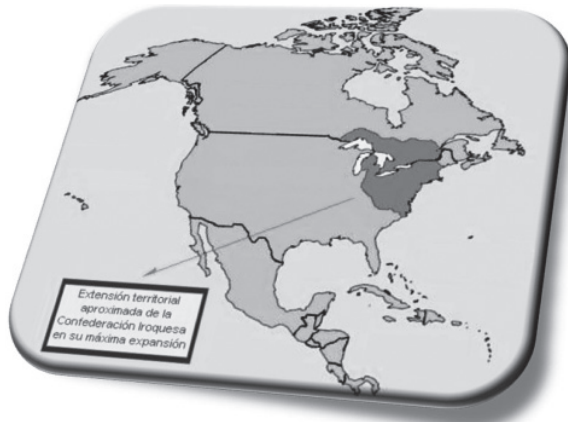 Extensión territorial
aproximada de la
Confederación Iroquesa
en su máxima expansión